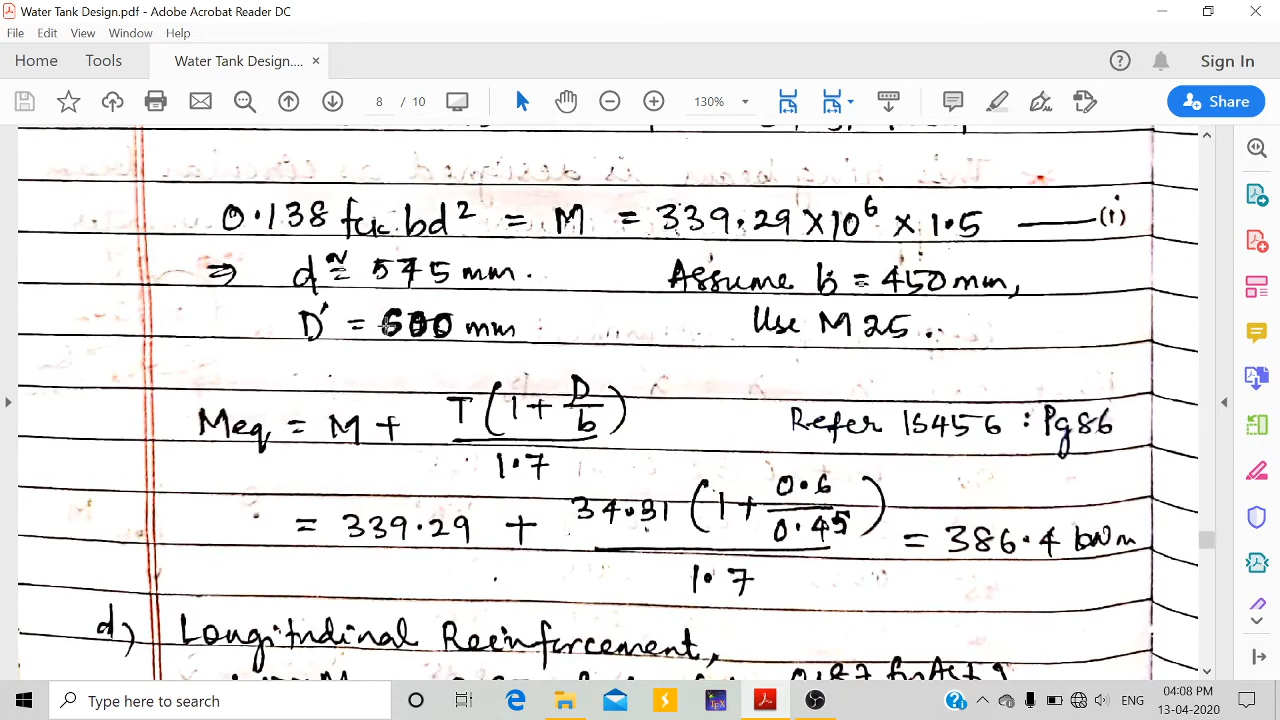 Water Tank Design.pdf - Adobe Acrobat Reader DC
File Edit View Window Help
Home Tools Water Tank Design.... × Sign In
8 / 10 130% Share
0.138 fck bd² = M = 339.29 × 10⁶ × 1.5 —— (i)
⇒ d ≈ 575 mm. Assume b = 450 mm,
D' = 600 mm Use M25.
Meq = M + T(1 + D/b) / 1.7 Refer IS456 : Pg 86
= 339.29 + 34.31 (1 + 0.6/0.45) / 1.7 = 386.4 kNm
d) Longitudinal Reinforcement,
Type here to search ENG 04:08 PM
13-04-2020